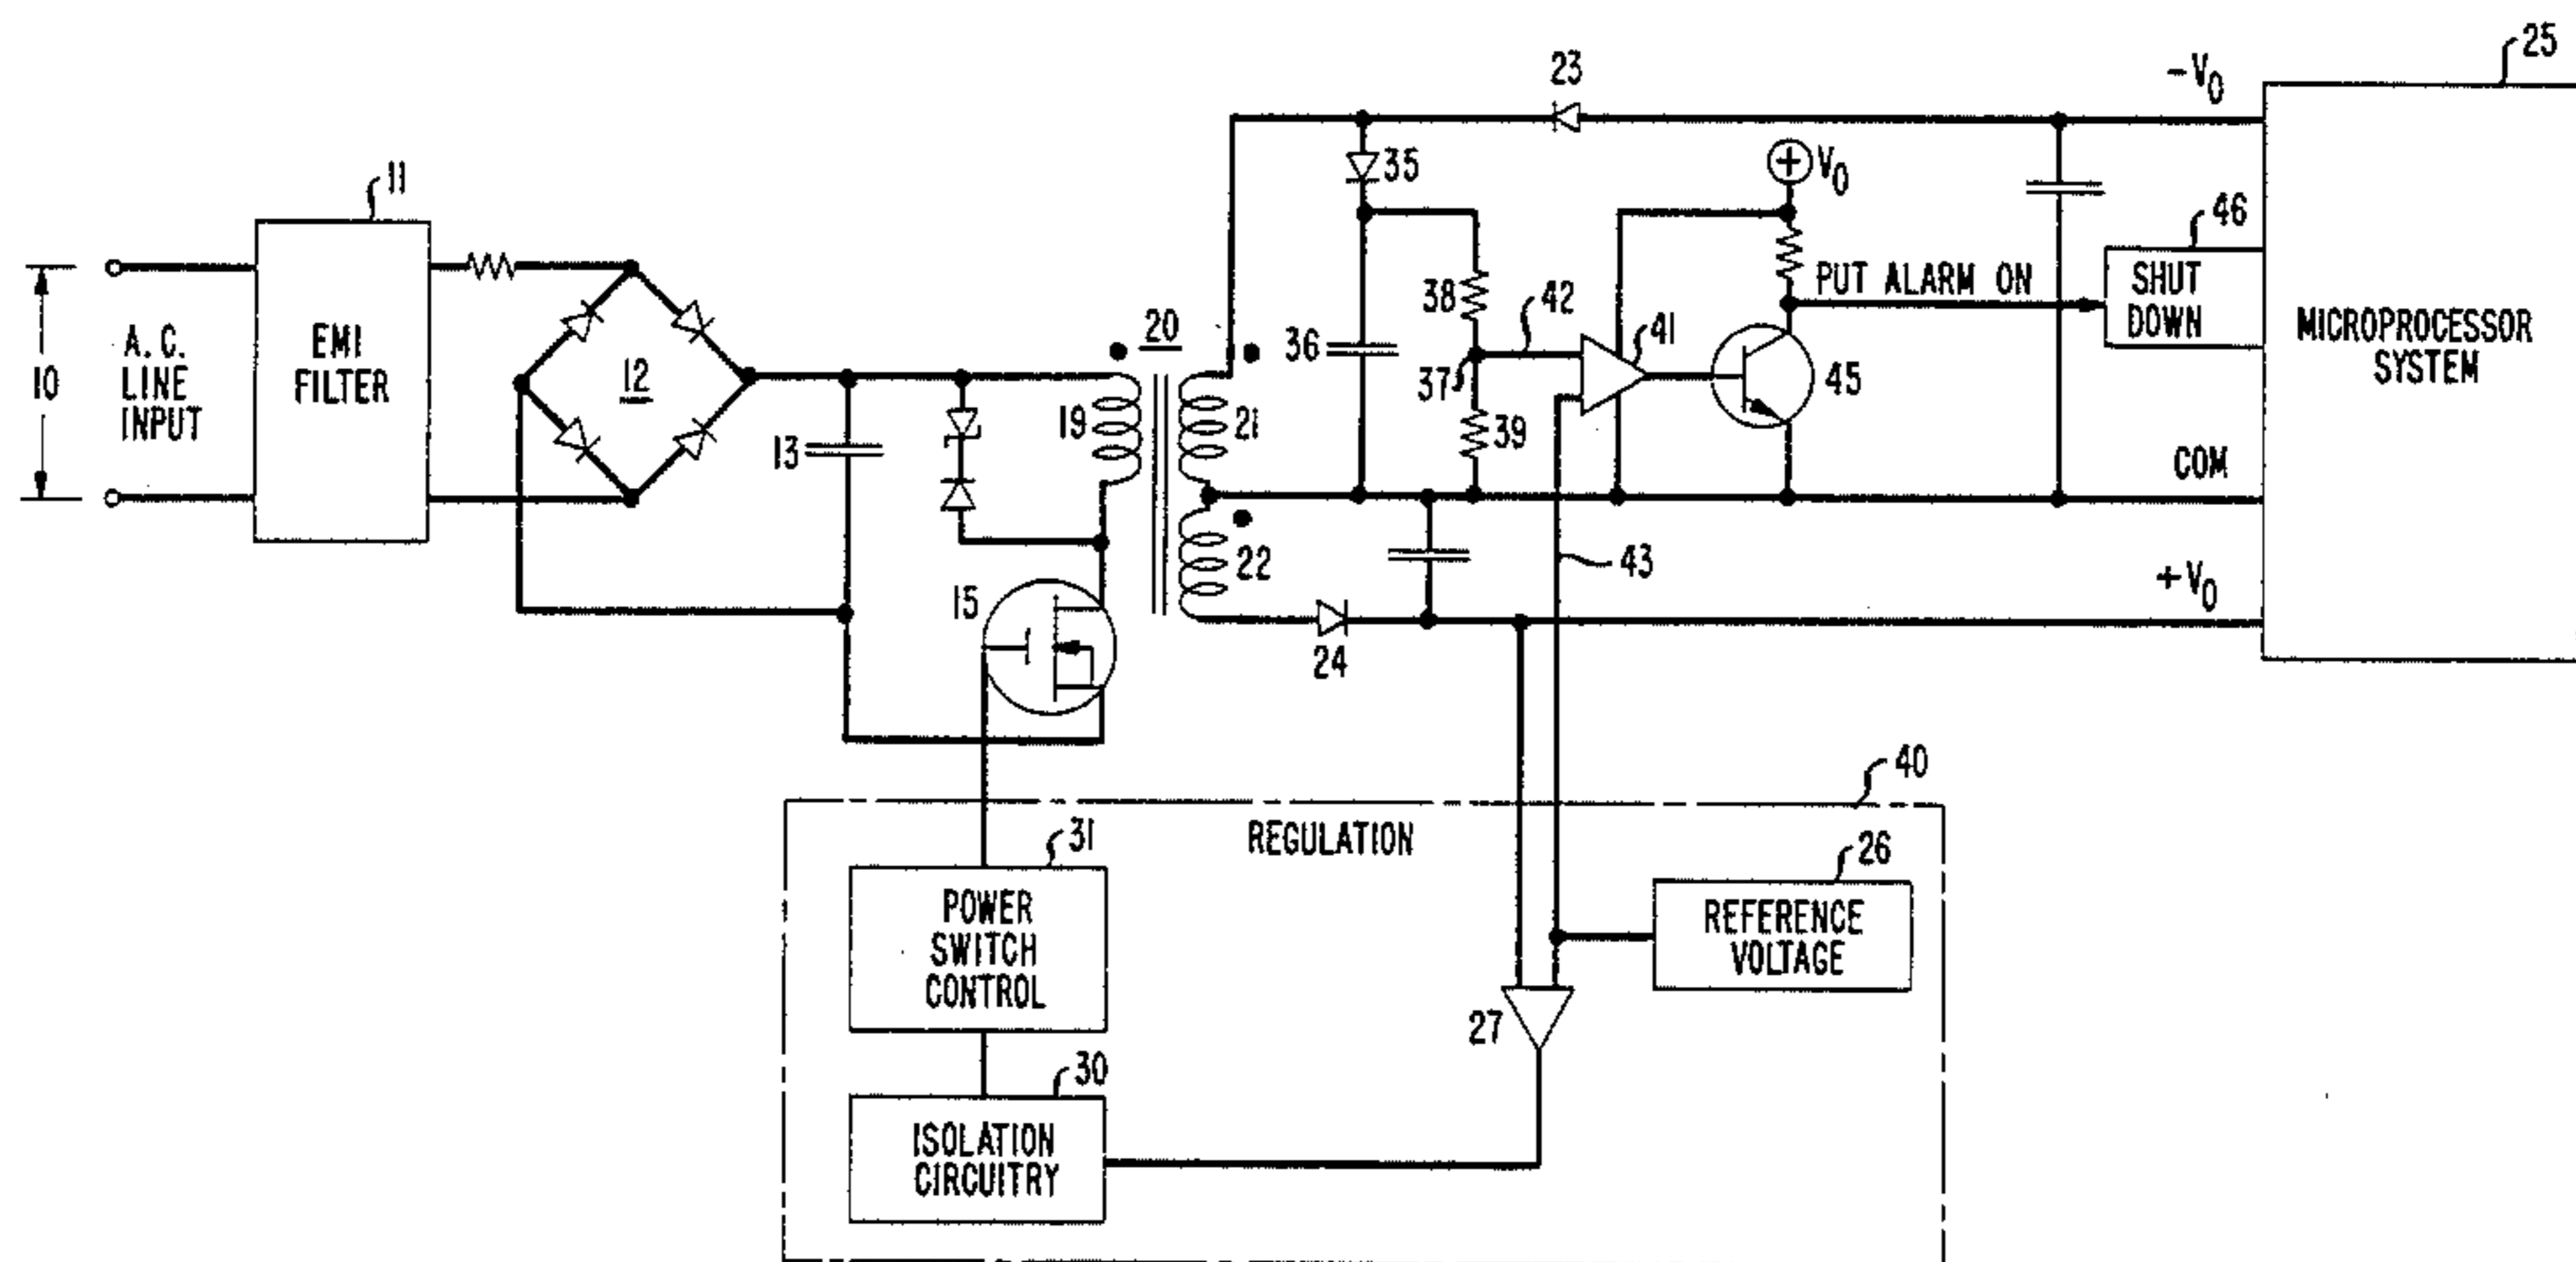 10
A.C.
LINE
INPUT
11
EMI
FILTER
12
13
15
19
20
21
22
23
24
35
36
37
38
39
42
41
43
+ V0
45
PUT ALARM ON
46
SHUT
DOWN
-V0
COM
+V0
25
MICROPROCESSOR
SYSTEM
40
REGULATION
31
POWER
SWITCH
CONTROL
30
ISOLATION
CIRCUITRY
27
26
REFERENCE
VOLTAGE